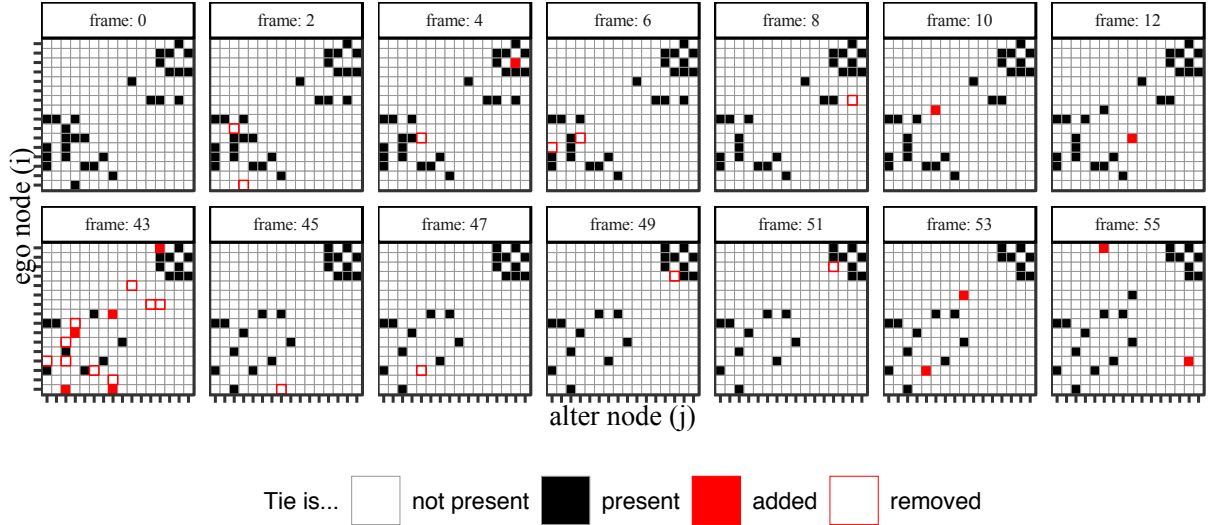 frame: 0
frame: 2
frame: 4
frame: 6
frame: 8
frame: 10
frame: 12
ego node (i)
frame: 43
frame: 45
frame: 47
frame: 49
frame: 51
frame: 53
frame: 55
alter node (j)
Tie is... not present present added removed